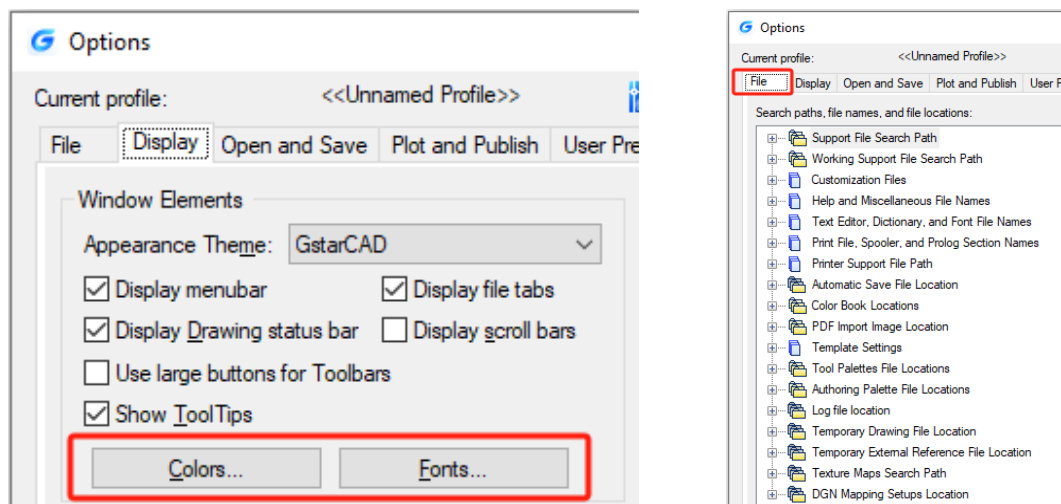 Options
Current profile: <<Unnamed Profile>>
File Display Open and Save Plot and Publish User Pre
Window Elements
Appearance Theme: GstarCAD
Display menubar Display file tabs
Display Drawing status bar Display scroll bars
Use large buttons for Toolbars
Show ToolTips
Colors... Fonts...
Options
Current profile: <<Unnamed Profile>>
File Display Open and Save Plot and Publish User P
Search paths, file names, and file locations:
Support File Search Path
Working Support File Search Path
Customization Files
Help and Miscellaneous File Names
Text Editor, Dictionary, and Font File Names
Print File, Spooler, and Prolog Section Names
Printer Support File Path
Automatic Save File Location
Color Book Locations
PDF Import Image Location
Template Settings
Tool Palettes File Locations
Authoring Palette File Locations
Log file location
Temporary Drawing File Location
Temporary External Reference File Location
Texture Maps Search Path
DGN Mapping Setups Location